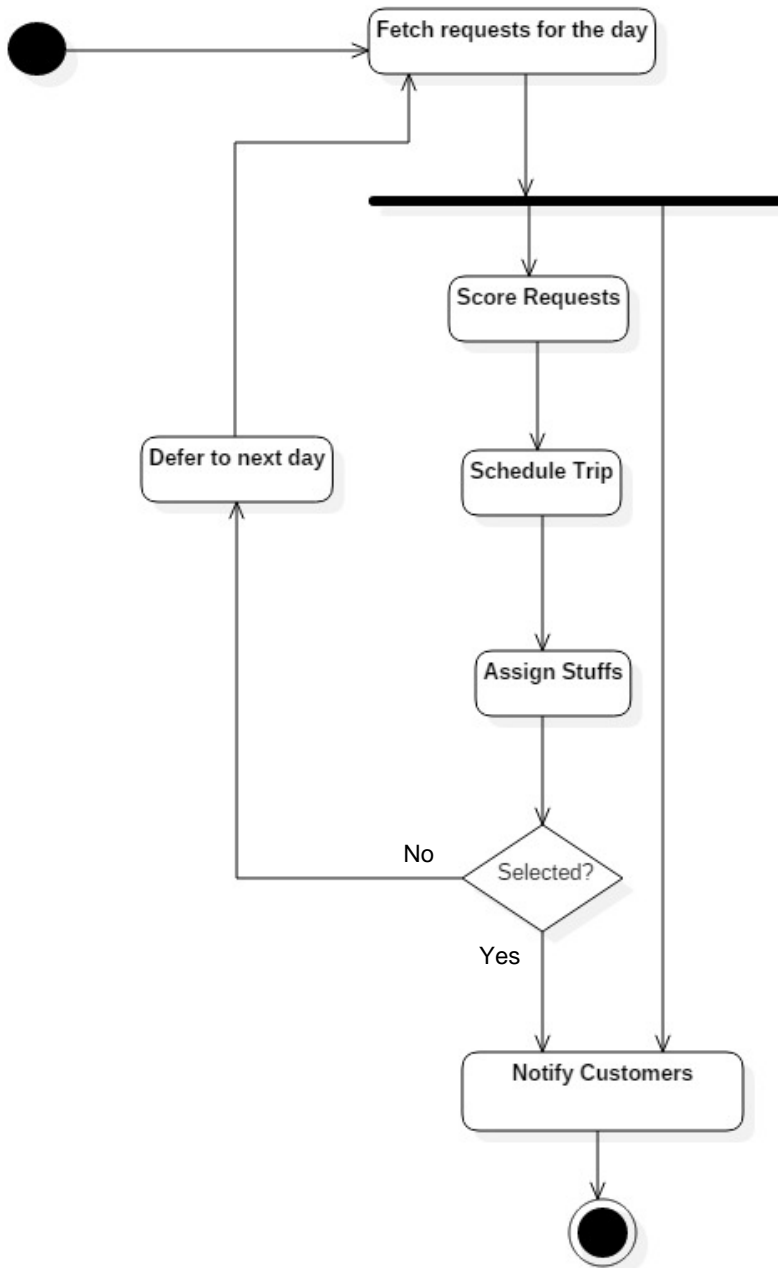 Fetch requests for the day
Score Requests
Defer to next day
Schedule Trip
Assign Stuffs
No
Selected?
Yes
Notify Customers